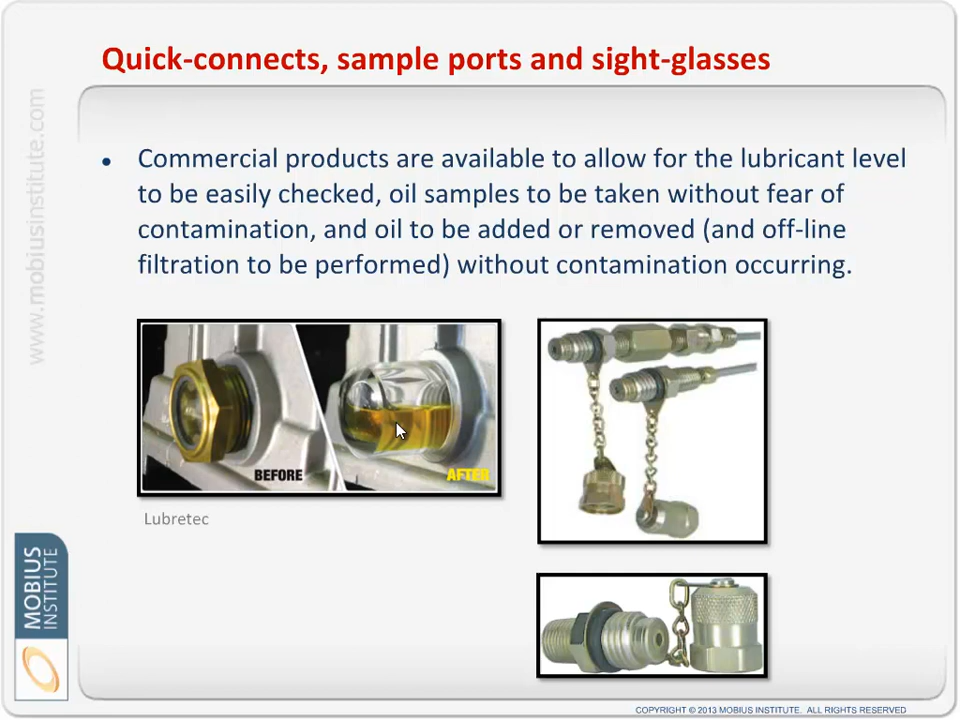 Quick-connects, sample ports and sight-glasses
www.mobiusinstitute.com
• Commercial products are available to allow for the lubricant level
to be easily checked, oil samples to be taken without fear of
contamination, and oil to be added or removed (and off-line
filtration to be performed) without contamination occurring.
BEFORE
AFTER
Lubretec
MOBIUS
INSTITUTE
COPYRIGHT © 2013 MOBIUS INSTITUTE. ALL RIGHTS RESERVED